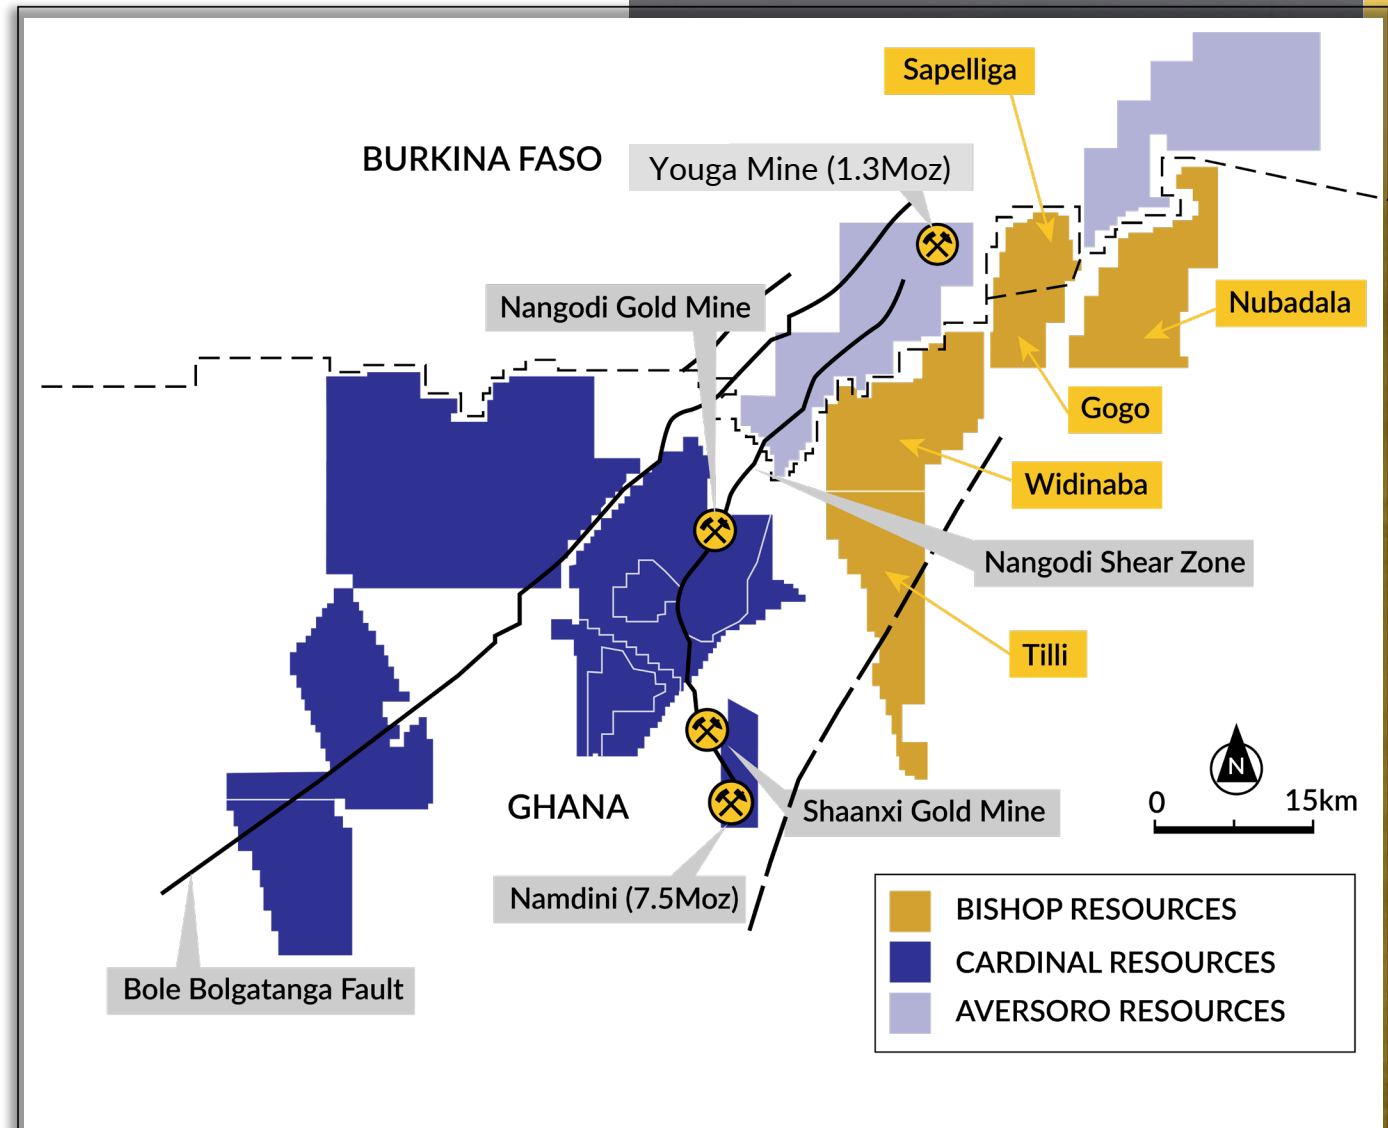 Sapelliga
BURKINA FASO
Youga Mine (1.3Moz)
Nangodi Gold Mine
Nubadala
Gogo
Widinaba
Nangodi Shear Zone
Tilli
N
0 15km
GHANA
Shaanxi Gold Mine
Namdini (7.5Moz)
Bole Bolgatanga Fault
BISHOP RESOURCES
CARDINAL RESOURCES
AVERSORO RESOURCES